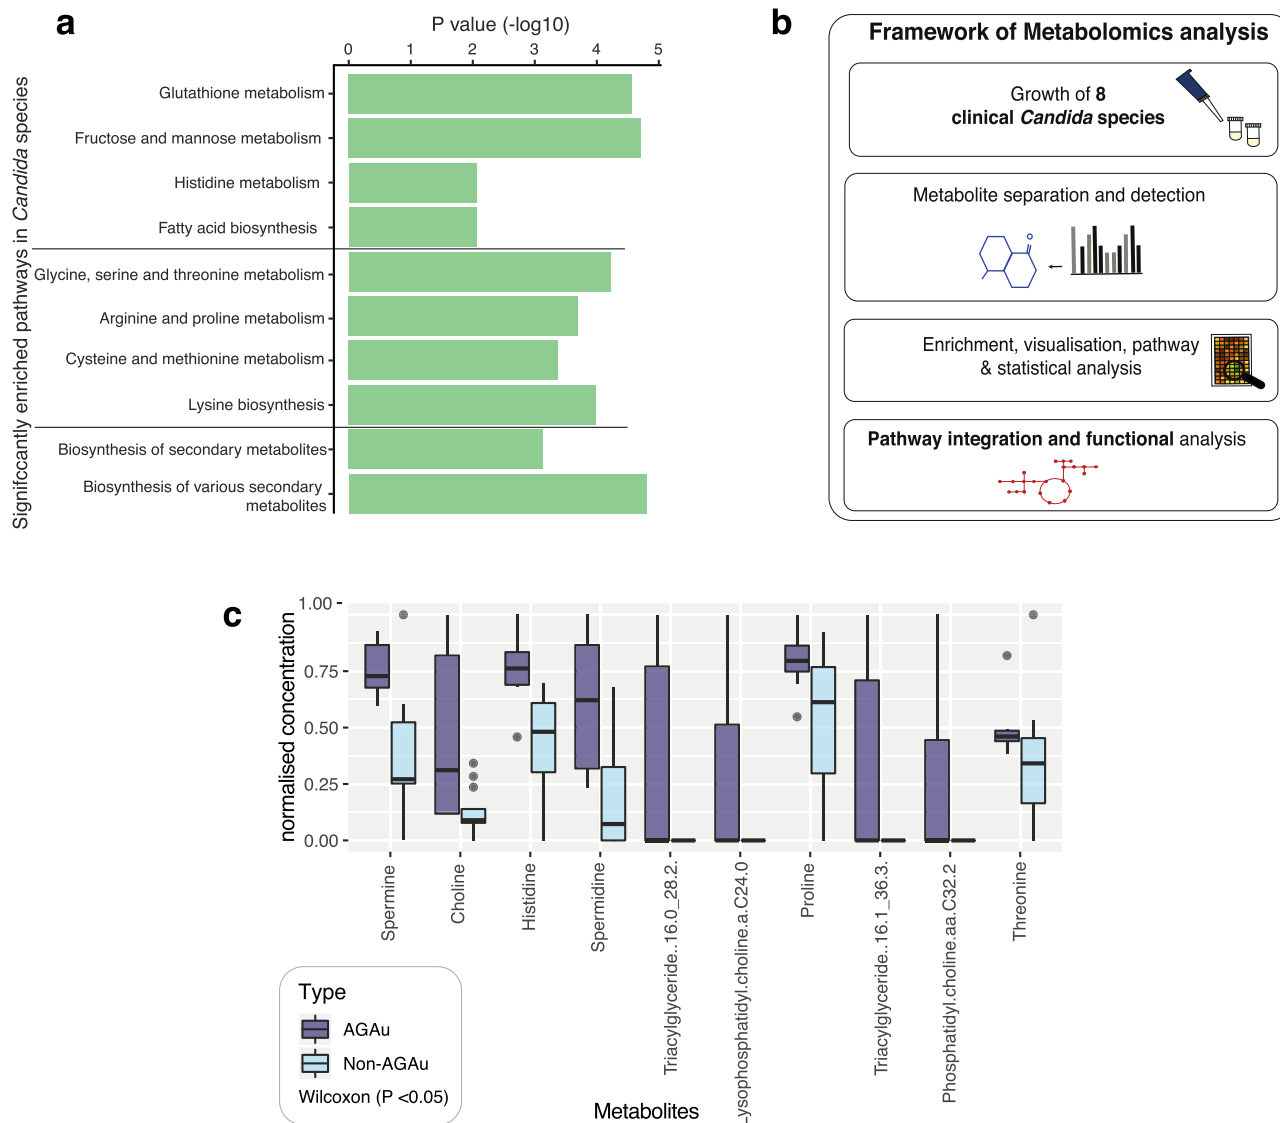 a
P value (-log10)
0 1 2 3 4 5
Signifccantly enriched pathways in Candida species
Glutathione metabolism
Fructose and mannose metabolism
Histidine metabolism
Fatty acid biosynthesis
Glycine, serine and threonine metabolism
Arginine and proline metabolism
Cysteine and methionine metabolism
Lysine biosynthesis
Biosynthesis of secondary metabolites
Biosynthesis of various secondary
metabolites
b
Framework of Metabolomics analysis
Growth of 8
clinical Candida species
Metabolite separation and detection
O
Enrichment, visualisation, pathway
& statistical analysis
Pathway integration and functional analysis
c
normalised concentration
1.00
0.75
0.50
0.25
0.00
Spermine
Choline
Histidine
Spermidine
Triacylglyceride..16.0_28.2.
ysophosphatidyl.choline.a.C24.0
Proline
Triacylglyceride..16.1_36.3.
Phosphatidyl.choline.aa.C32.2
Threonine
Metabolites
Type
AGAu
Non-AGAu
Wilcoxon (P <0.05)